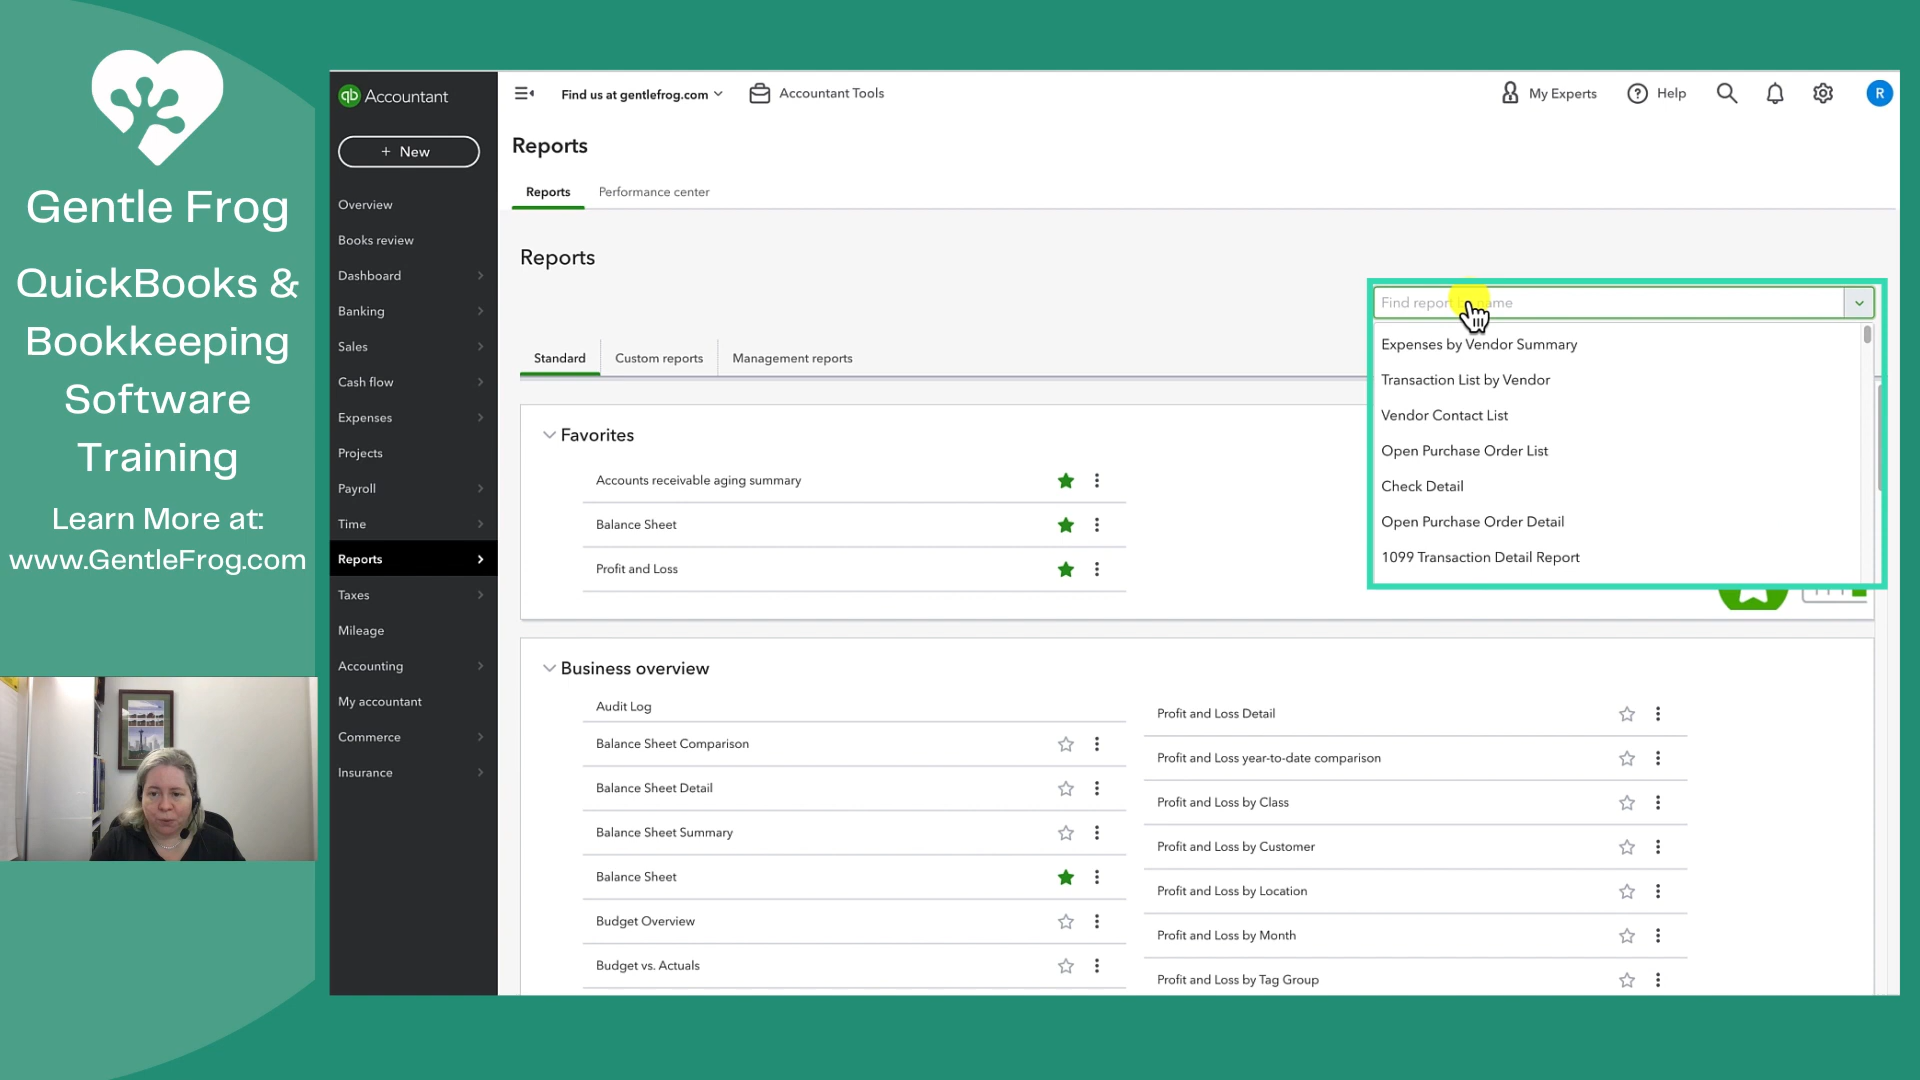 Gentle Frog
QuickBooks &
Bookkeeping
Software
Training
Learn More at:
www.GentleFrog.com
qb Accountant
+ New
Overview
Books review
Dashboard
Banking
Sales
Cash flow
Expenses
Projects
Payroll
Time
Reports
Taxes
Mileage
Accounting
My accountant
Commerce
Insurance
Find us at gentlefrog.com
Accountant Tools
My Experts
? Help
R
Reports
Reports
Performance center
Reports
Find report name
Expenses by Vendor Summary
Transaction List by Vendor
Vendor Contact List
Open Purchase Order List
Check Detail
Open Purchase Order Detail
1099 Transaction Detail Report
Standard
Custom reports
Management reports
Favorites
Accounts receivable aging summary
Balance Sheet
Profit and Loss
Business overview
Audit Log
Balance Sheet Comparison
Balance Sheet Detail
Balance Sheet Summary
Balance Sheet
Budget Overview
Budget vs. Actuals
Profit and Loss Detail
Profit and Loss year-to-date comparison
Profit and Loss by Class
Profit and Loss by Customer
Profit and Loss by Location
Profit and Loss by Month
Profit and Loss by Tag Group